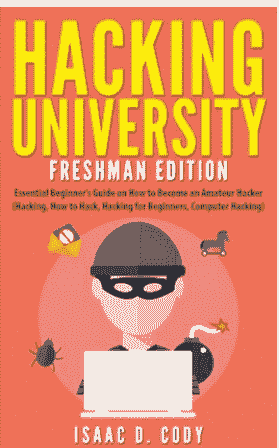 HACKING
UNIVERSITY
FRESHMAN EDITION
Essential Beginner's Guide on How to Become an Amateur Hacker
(Hacking, How to Hack, Hacking for Beginners, Computer Hacking)
ISAAC D. CODY